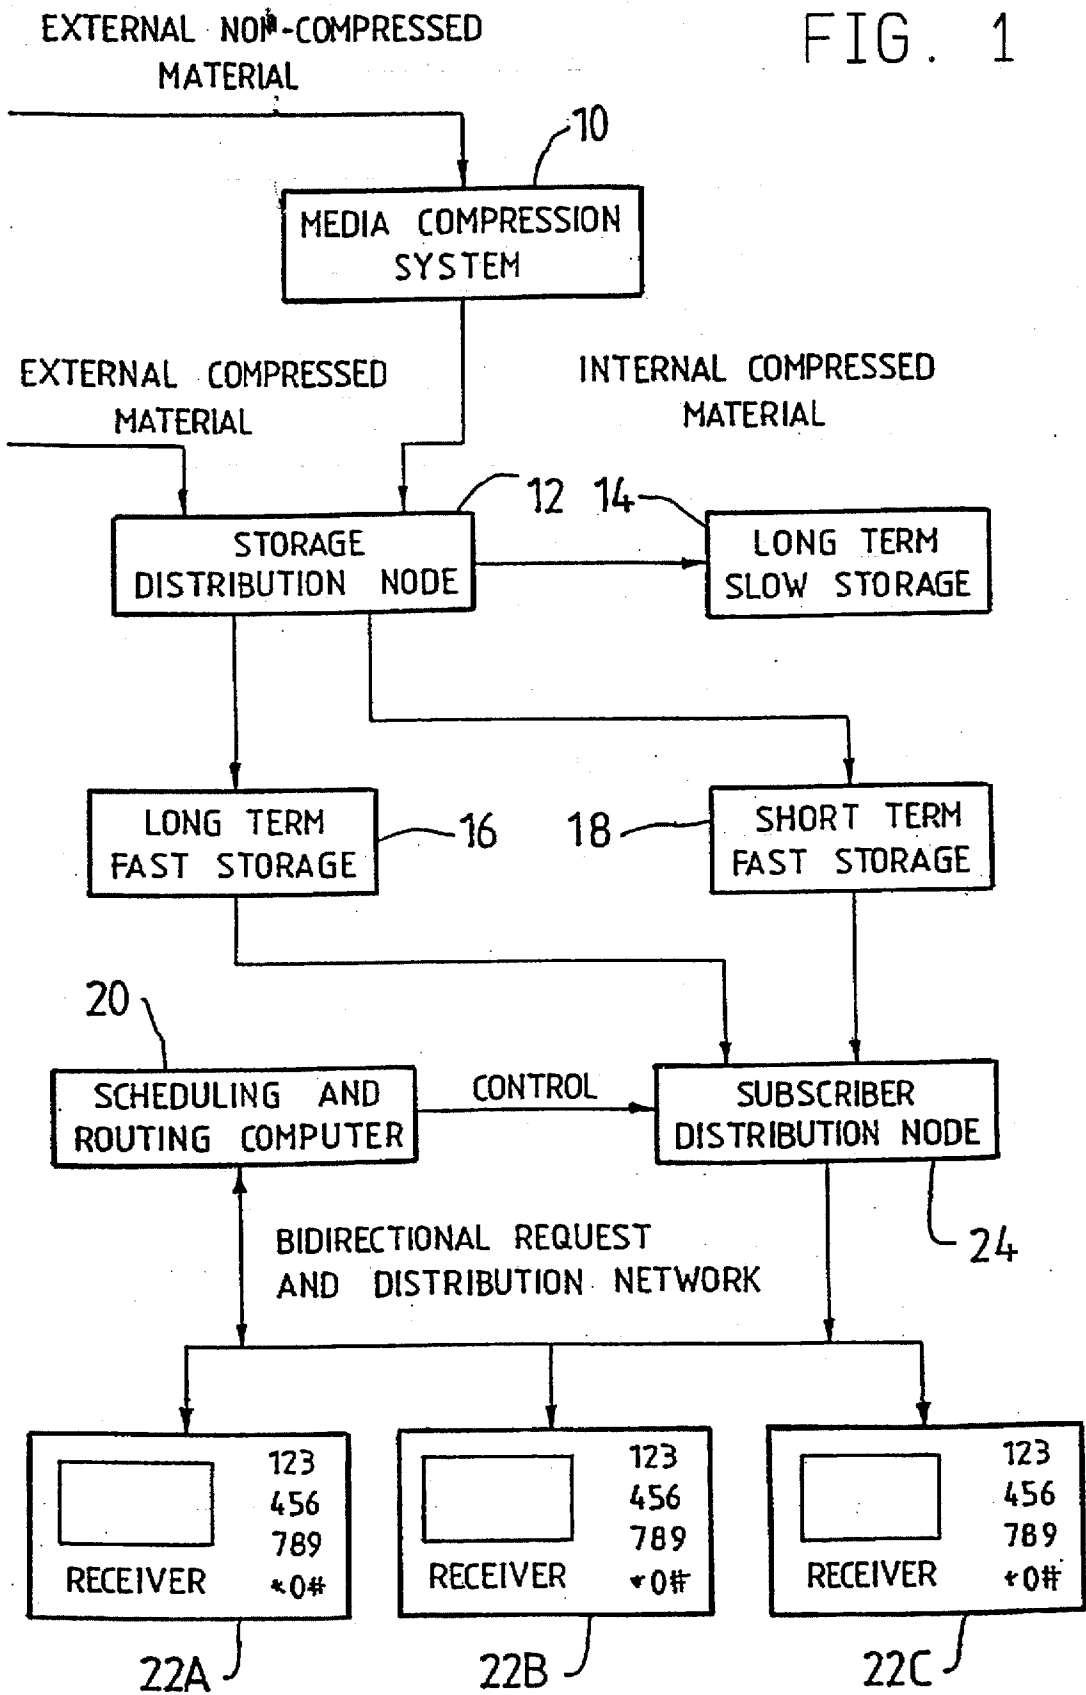 EXTERNAL NON-COMPRESSED
MATERIAL
FIG. 1
10
MEDIA COMPRESSION
SYSTEM
EXTERNAL COMPRESSED
MATERIAL
INTERNAL COMPRESSED
MATERIAL
12
14
STORAGE
DISTRIBUTION NODE
LONG TERM
SLOW STORAGE
LONG TERM
FAST STORAGE
16
18
SHORT TERM
FAST STORAGE
20
SCHEDULING AND
ROUTING COMPUTER
CONTROL
SUBSCRIBER
DISTRIBUTION NODE
24
BIDIRECTIONAL REQUEST
AND DISTRIBUTION NETWORK
123
456
789
*0#
RECEIVER
22A
123
456
789
*0#
RECEIVER
22B
123
456
789
*0#
RECEIVER
22C